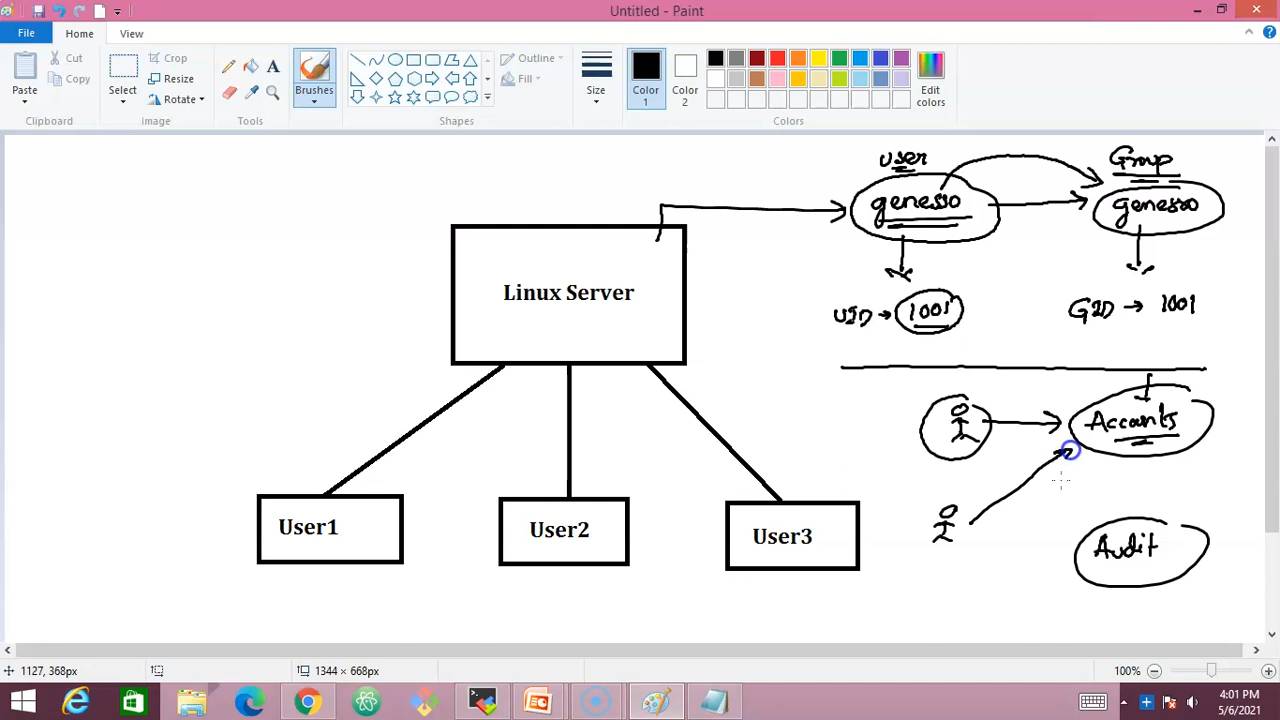 Untitled - Paint
File
Home
View
Paste
Cut
Copy
Clipboard
Select
Crop
Resize
Rotate
Image
Tools
Brushes
Outline
Fill
Shapes
Size
Color
1
Color
2
Edit
colors
Colors
User
Group
genesso
genesso
UID → 1001
GID → 1001
Linux Server
Accounts
Audit
User1
User2
User3
1127, 368px
1344 × 668px
100%
4:01 PM
5/6/2021